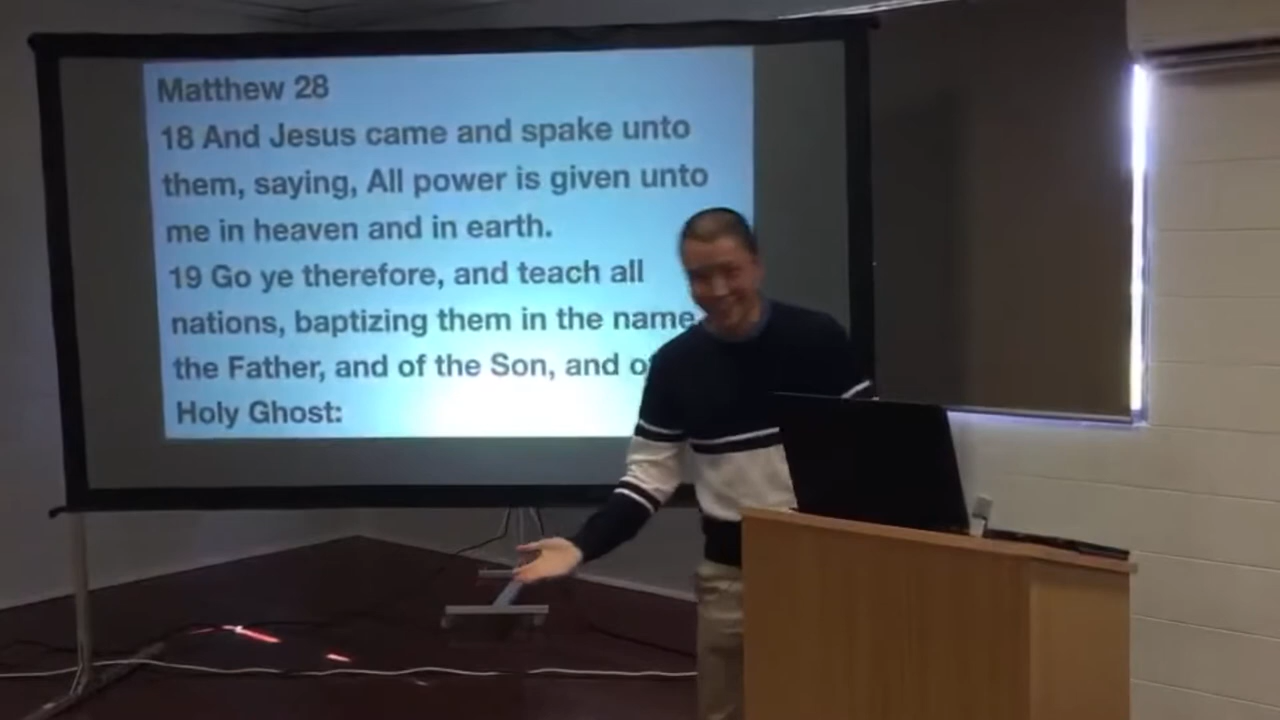 Matthew 28
18 And Jesus came and spake unto
them, saying, All power is given unto
me in heaven and in earth.
19 Go ye therefore, and teach all
nations, baptizing them in the name
the Father, and of the Son, and
Holy Ghost: